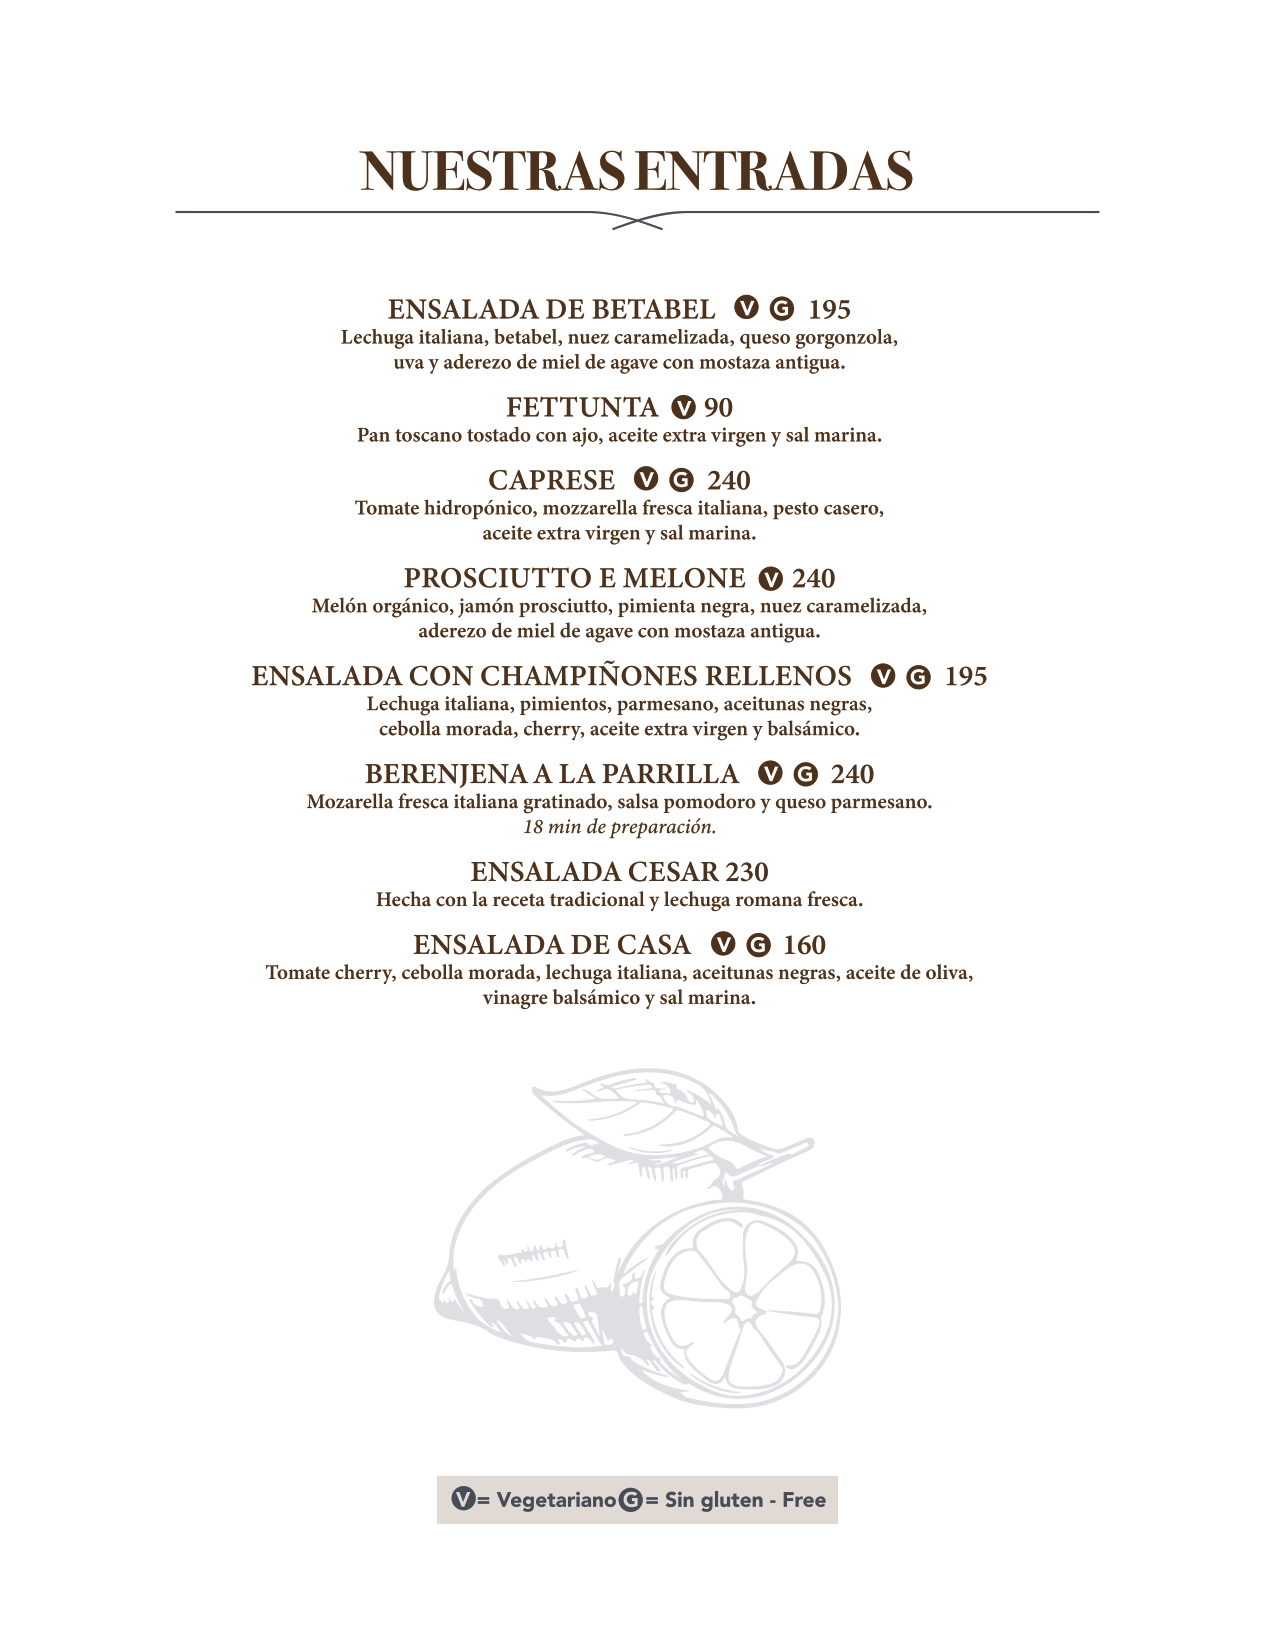 NUESTRAS ENTRADAS
ENSALADA DE BETABEL V G 195
Lechuga italiana, betabel, nuez caramelizada, queso gorgonzola,
uva y aderezo de miel de agave con mostaza antigua.
FETTUNTA V 90
Pan toscano tostado con ajo, aceite extra virgen y sal marina.
CAPRESE V G 240
Tomate hidropónico, mozzarella fresca italiana, pesto casero,
aceite extra virgen y sal marina.
PROSCIUTTO E MELONE V 240
Melón orgánico, jamón prosciutto, pimienta negra, nuez caramelizada,
aderezo de miel de agave con mostaza antigua.
ENSALADA CON CHAMPIÑONES RELLENOS V G 195
Lechuga italiana, pimientos, parmesano, aceitunas negras,
cebolla morada, cherry, aceite extra virgen y balsámico.
BERENJENA A LA PARRILLA V G 240
Mozarella fresca italiana gratinado, salsa pomodoro y queso parmesano.
18 min de preparación.
ENSALADA CESAR 230
Hecha con la receta tradicional y lechuga romana fresca.
ENSALADA DE CASA V G 160
Tomate cherry, cebolla morada, lechuga italiana, aceitunas negras, aceite de oliva,
vinagre balsámico y sal marina.
V= Vegetariano G= Sin gluten - Free